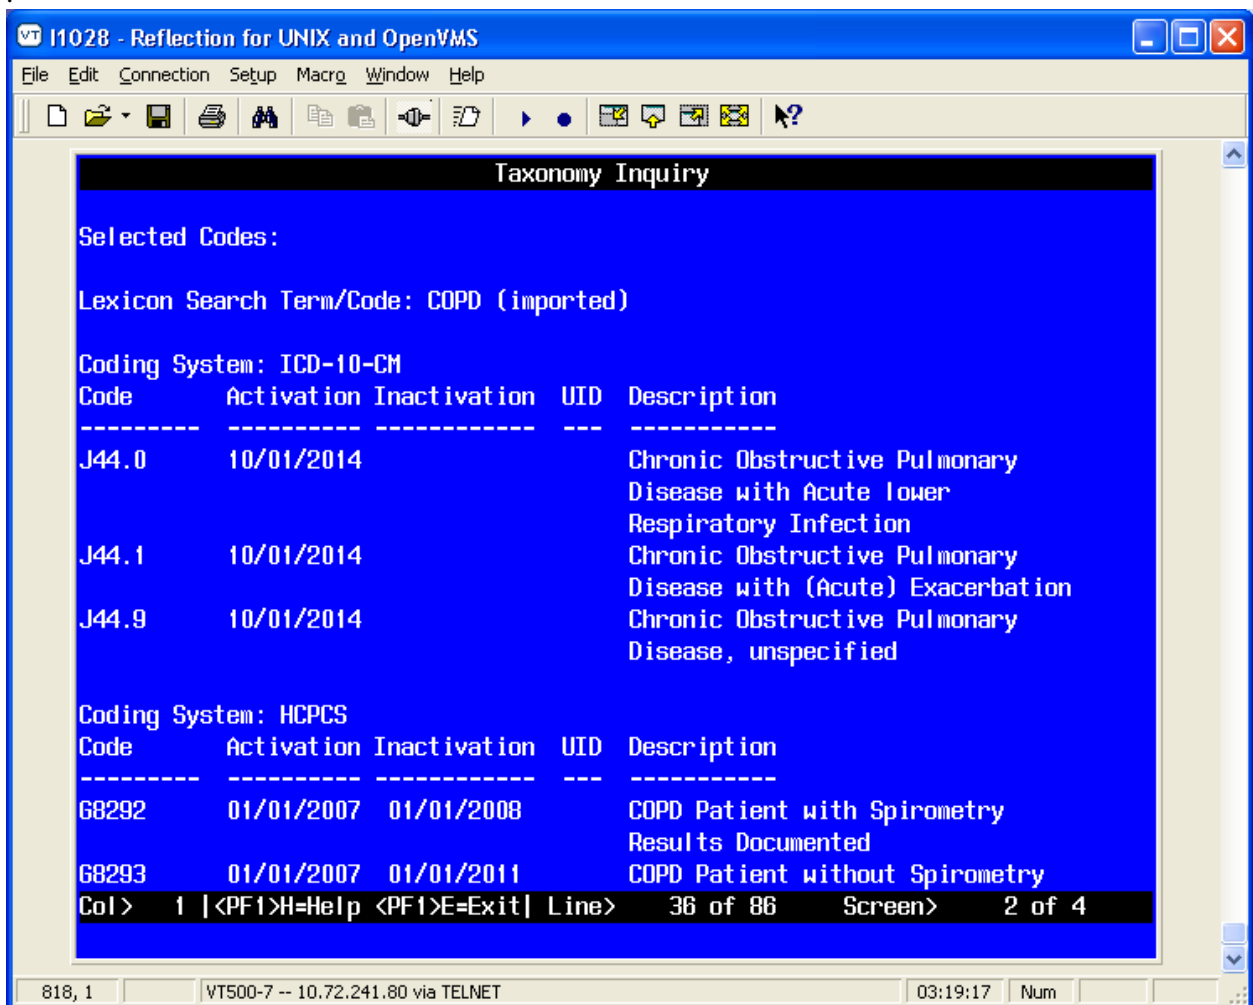 I1028 - Reflection for UNIX and OpenVMS
File Edit Connection Setup Macro Window Help
Taxonomy Inquiry
Selected Codes:
Lexicon Search Term/Code: COPD (imported)
Coding System: ICD-10-CM
Code Activation Inactivation UID Description
--------- ---------- ------------ --- -----------
J44.0 10/01/2014 Chronic Obstructive Pulmonary
Disease with Acute lower
Respiratory Infection
J44.1 10/01/2014 Chronic Obstructive Pulmonary
Disease with (Acute) Exacerbation
J44.9 10/01/2014 Chronic Obstructive Pulmonary
Disease, unspecified
Coding System: HCPCS
Code Activation Inactivation UID Description
--------- ---------- ------------ --- -----------
G8292 01/01/2007 01/01/2008 COPD Patient with Spirometry
Results Documented
G8293 01/01/2007 01/01/2011 COPD Patient without Spirometry
Col> 1 |<PF1>H=Help <PF1>E=Exit| Line> 36 of 86 Screen> 2 of 4
818, 1 VT500-7 -- 10.72.241.80 via TELNET 03:19:17 Num